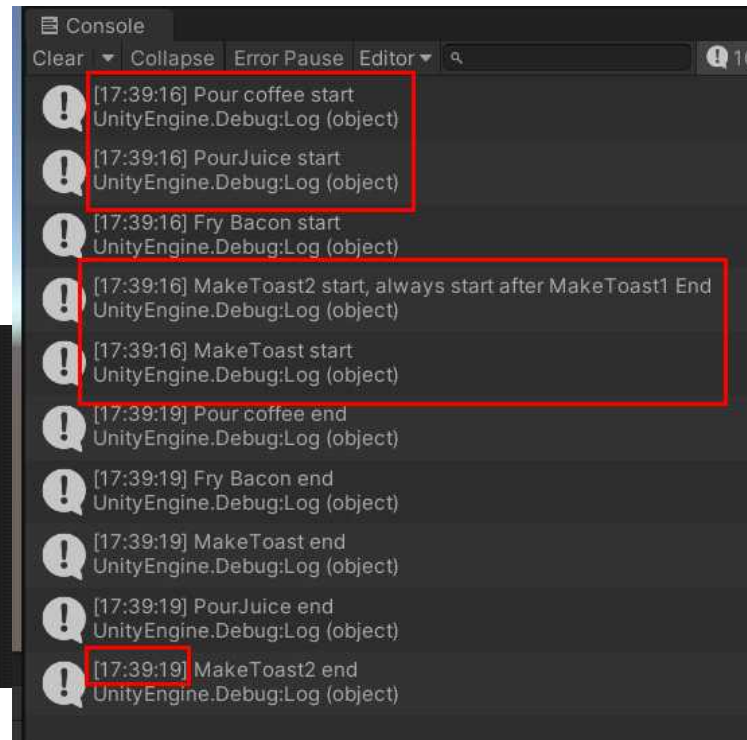 Console
Clear Collapse Error Pause Editor
[17:39:16] Pour coffee start
UnityEngine.Debug:Log (object)
[17:39:16] PourJuice start
UnityEngine.Debug:Log (object)
[17:39:16] Fry Bacon start
UnityEngine.Debug:Log (object)
[17:39:16] MakeToast2 start, always start after MakeToast1 End
UnityEngine.Debug:Log (object)
[17:39:16] MakeToast start
UnityEngine.Debug:Log (object)
[17:39:19] Pour coffee end
UnityEngine.Debug:Log (object)
[17:39:19] Fry Bacon end
UnityEngine.Debug:Log (object)
[17:39:19] MakeToast end
UnityEngine.Debug:Log (object)
[17:39:19] PourJuice end
UnityEngine.Debug:Log (object)
[17:39:19] MakeToast2 end
UnityEngine.Debug:Log (object)